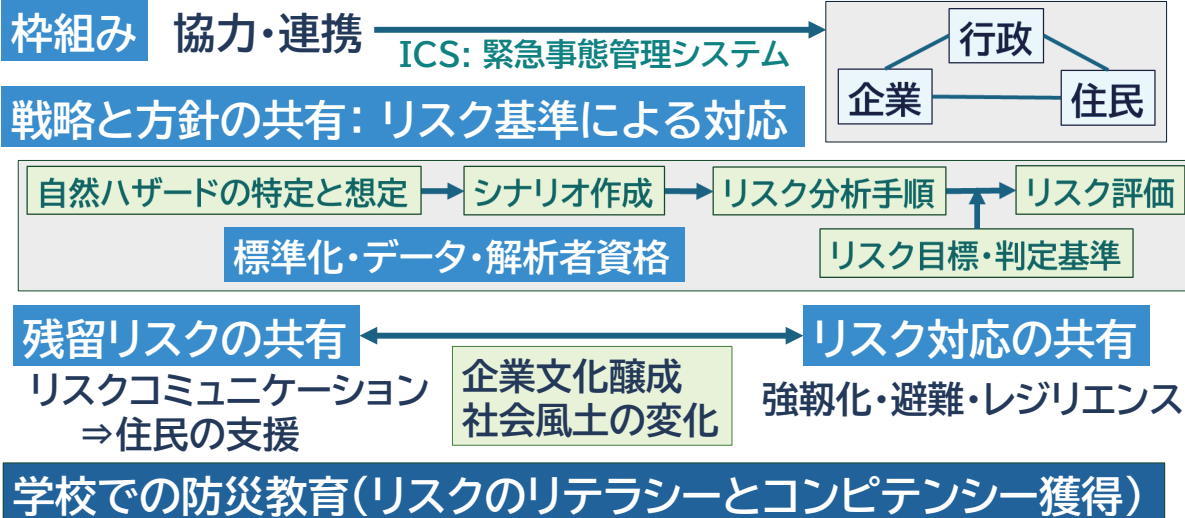 枠組み
協力・連携
ICS: 緊急事態管理システム
行政
企業
住民
戦略と方針の共有：リスク基準による対応
自然ハザードの特定と想定
シナリオ作成
リスク分析手順
リスク評価
標準化・データ・解析者資格
リスク目標・判定基準
残留リスクの共有
リスク対応の共有
リスクコミュニケーション
⇒住民の支援
企業文化醸成
社会風土の変化
強靱化・避難・レジリエンス
学校での防災教育(リスクのリテラシーとコンピテンシー獲得)